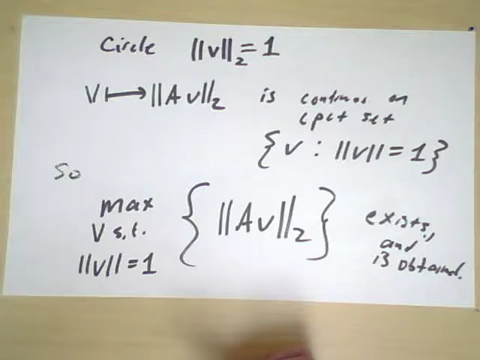 Circle ||v||₂ = 1
V ↦ ||Av||₂ is continuous on
cpct set
{v : ||v|| = 1}
So
max
V s.t.
||v|| = 1
{||Av||₂}
exists,
and
is obtained.